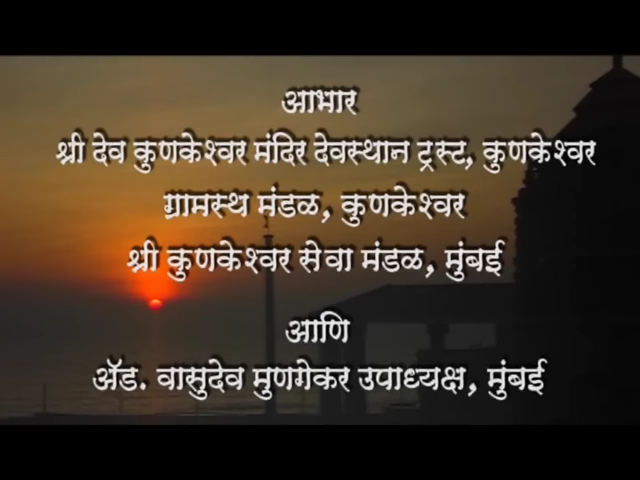 आभार
श्री देव कुणकेश्वर मंदिर देवस्थान ट्रस्ट, कुणकेश्वर
ग्रामस्थ मंडळ, कुणकेश्वर
श्री कुणकेश्वर सेवा मंडळ, मुंबई
आणि
ॲड. वासुदेव मुणगेकर उपाध्यक्ष, मुंबई